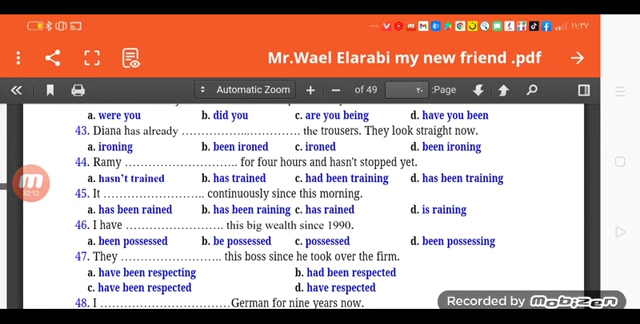 ١١:٣٧
Mr.Wael Elarabi my new friend .pdf
Automatic Zoom of 49 ٢٠ :Page
a. were you b. did you c. are you being d. have you been
43. Diana has already ………………..………… the trousers. They look straight now.
a. ironing b. been ironed c. ironed d. been ironing
44. Ramy ………………………. for four hours and hasn't stopped yet.
a. hasn't trained b. has trained c. had been training d. has been training
45. It …………………….. continuously since this morning.
a. has been rained b. has been raining c. has rained d. is raining
46. I have …………………… this big wealth since 1990.
a. been possessed b. be possessed c. possessed d. been possessing
47. They …………………….. this boss since he took over the firm.
a. have been respecting b. had been respected
c. have been respected d. have respected
48. I …………………………German for nine years now.
22:12
Recorded by Mobizen